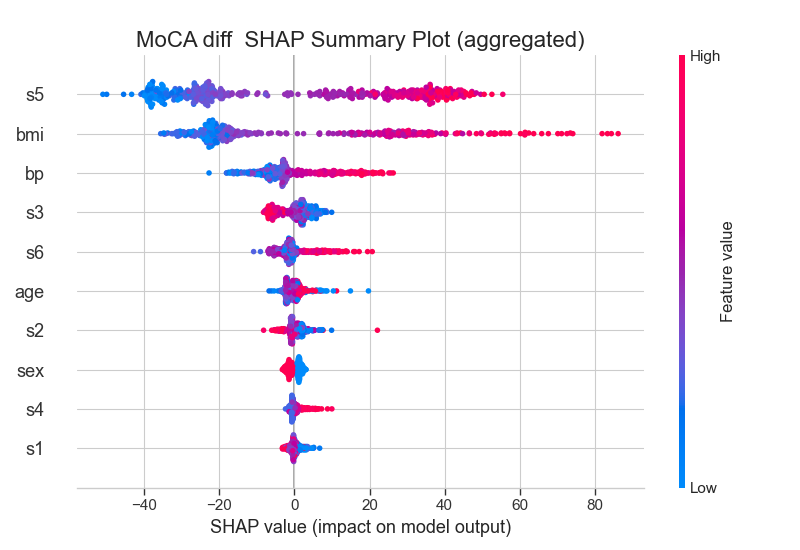 MoCA diff  SHAP Summary Plot (aggregated)
High
s5
bmi
bp
s3
s6
age
s2
sex
s4
s1
Feature value
Low
−40 −20 0 20 40 60 80
SHAP value (impact on model output)